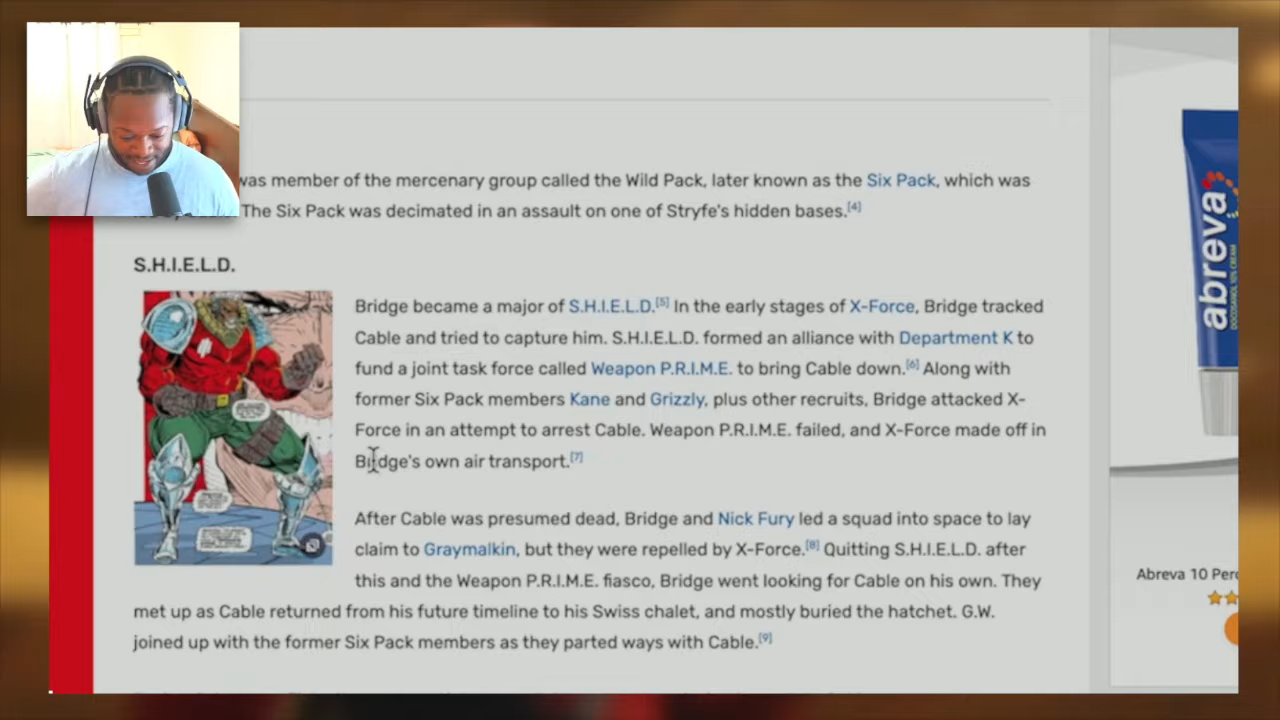 was member of the mercenary group called the Wild Pack, later known as the Six Pack, which was
The Six Pack was decimated in an assault on one of Stryfe's hidden bases.[4]
S.H.I.E.L.D.
Bridge became a major of S.H.I.E.L.D.[5] In the early stages of X-Force, Bridge tracked
Cable and tried to capture him. S.H.I.E.L.D. formed an alliance with Department K to
fund a joint task force called Weapon P.R.I.M.E. to bring Cable down.[6] Along with
former Six Pack members Kane and Grizzly, plus other recruits, Bridge attacked X-
Force in an attempt to arrest Cable. Weapon P.R.I.M.E. failed, and X-Force made off in
Bridge's own air transport.[7]
After Cable was presumed dead, Bridge and Nick Fury led a squad into space to lay
claim to Graymalkin, but they were repelled by X-Force.[8] Quitting S.H.I.E.L.D. after
this and the Weapon P.R.I.M.E. fiasco, Bridge went looking for Cable on his own. They
met up as Cable returned from his future timeline to his Swiss chalet, and mostly buried the hatchet. G.W.
joined up with the former Six Pack members as they parted ways with Cable.[9]
abreva
Abreva 10 Perc